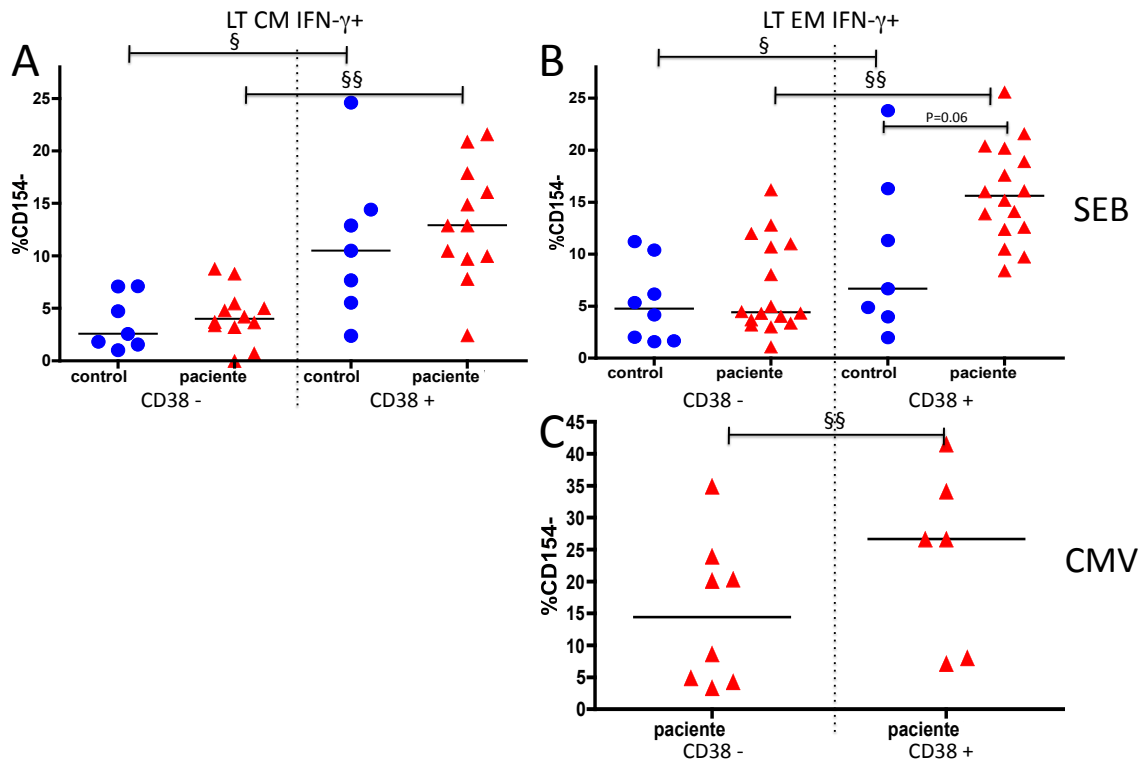 LT CM IFN-γ+
LT EM IFN-γ+
A
§
§§
%CD154-
25
20
15
10
5
0
control
paciente
control
paciente
CD38 -
CD38 +
B
§
§§
P=0.06
%CD154-
25
20
15
10
5
0
control
paciente
control
paciente
CD38 -
CD38 +
SEB
C
§§
%CD154-
45
40
35
30
25
20
15
10
5
0
paciente
paciente
CD38 -
CD38 +
CMV